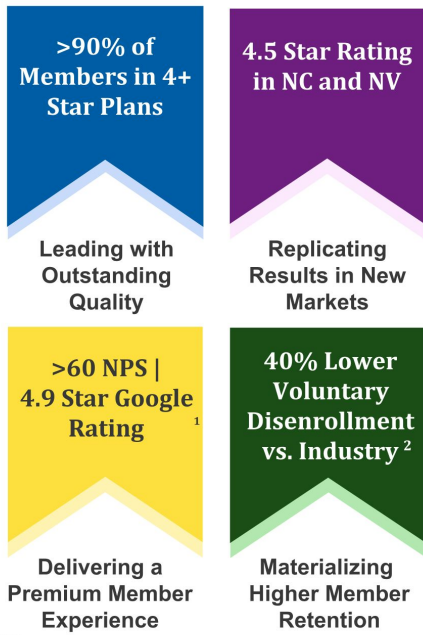 >90% of
Members in 4+
Star Plans
Leading with
Outstanding
Quality
4.5 Star Rating
in NC and NV
Replicating
Results in New
Markets
>60 NPS |
4.9 Star Google
Rating 1
Delivering a
Premium Member
Experience
40% Lower
Voluntary
Disenrollment
vs. Industry 2
Materializing
Higher Member
Retention